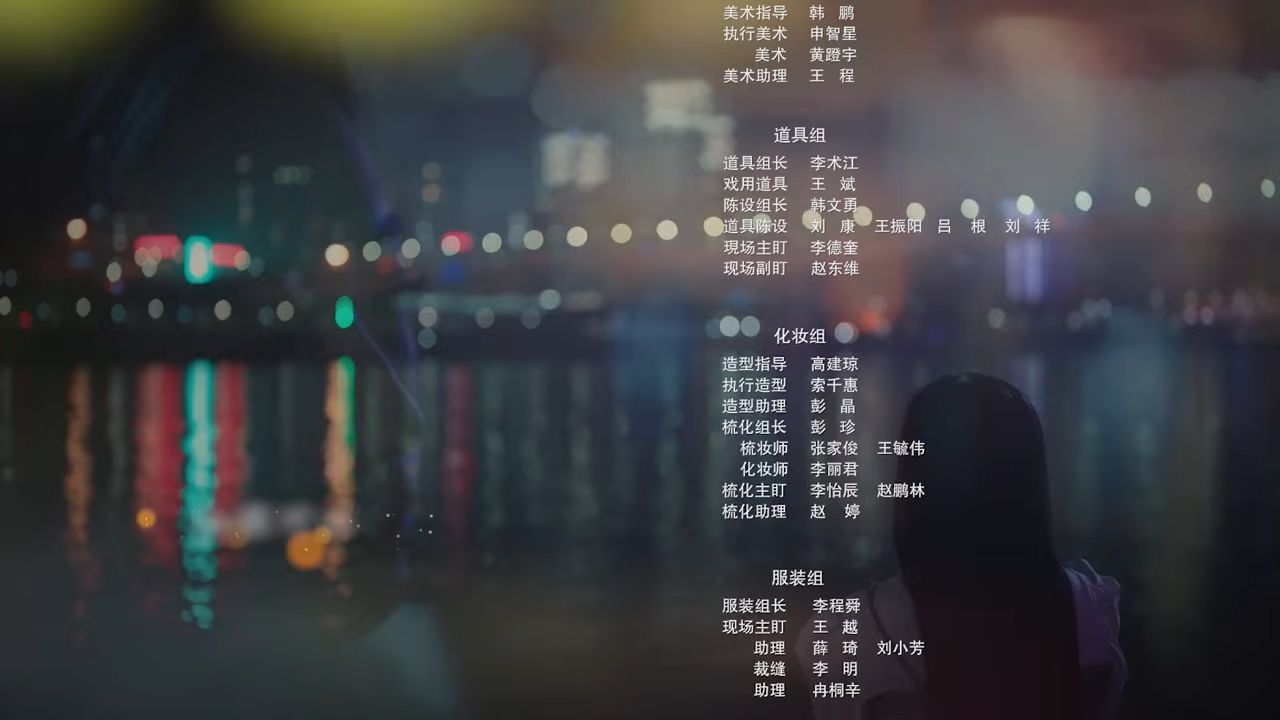 美术指导 韩 鹏
执行美术 申智星
美术 黄蹬宇
美术助理 王 程
道具组
道具组长 李术江
戏用道具 王 斌
陈设组长 韩文勇
道具陈设 刘 康 王振阳 吕 根 刘 祥
现场主盯 李德奎
现场副盯 赵东维
化妆组
造型指导 高建琼
执行造型 索千惠
造型助理 彭 晶
梳化组长 彭 珍
梳妆师 张家俊 王毓伟
化妆师 李丽君
梳化主盯 李怡辰 赵鹏林
梳化助理 赵 婷
服装组
服装组长 李程舜
现场主盯 王 越
助理 薛 琦 刘小芳
裁缝 李 明
助理 冉桐辛